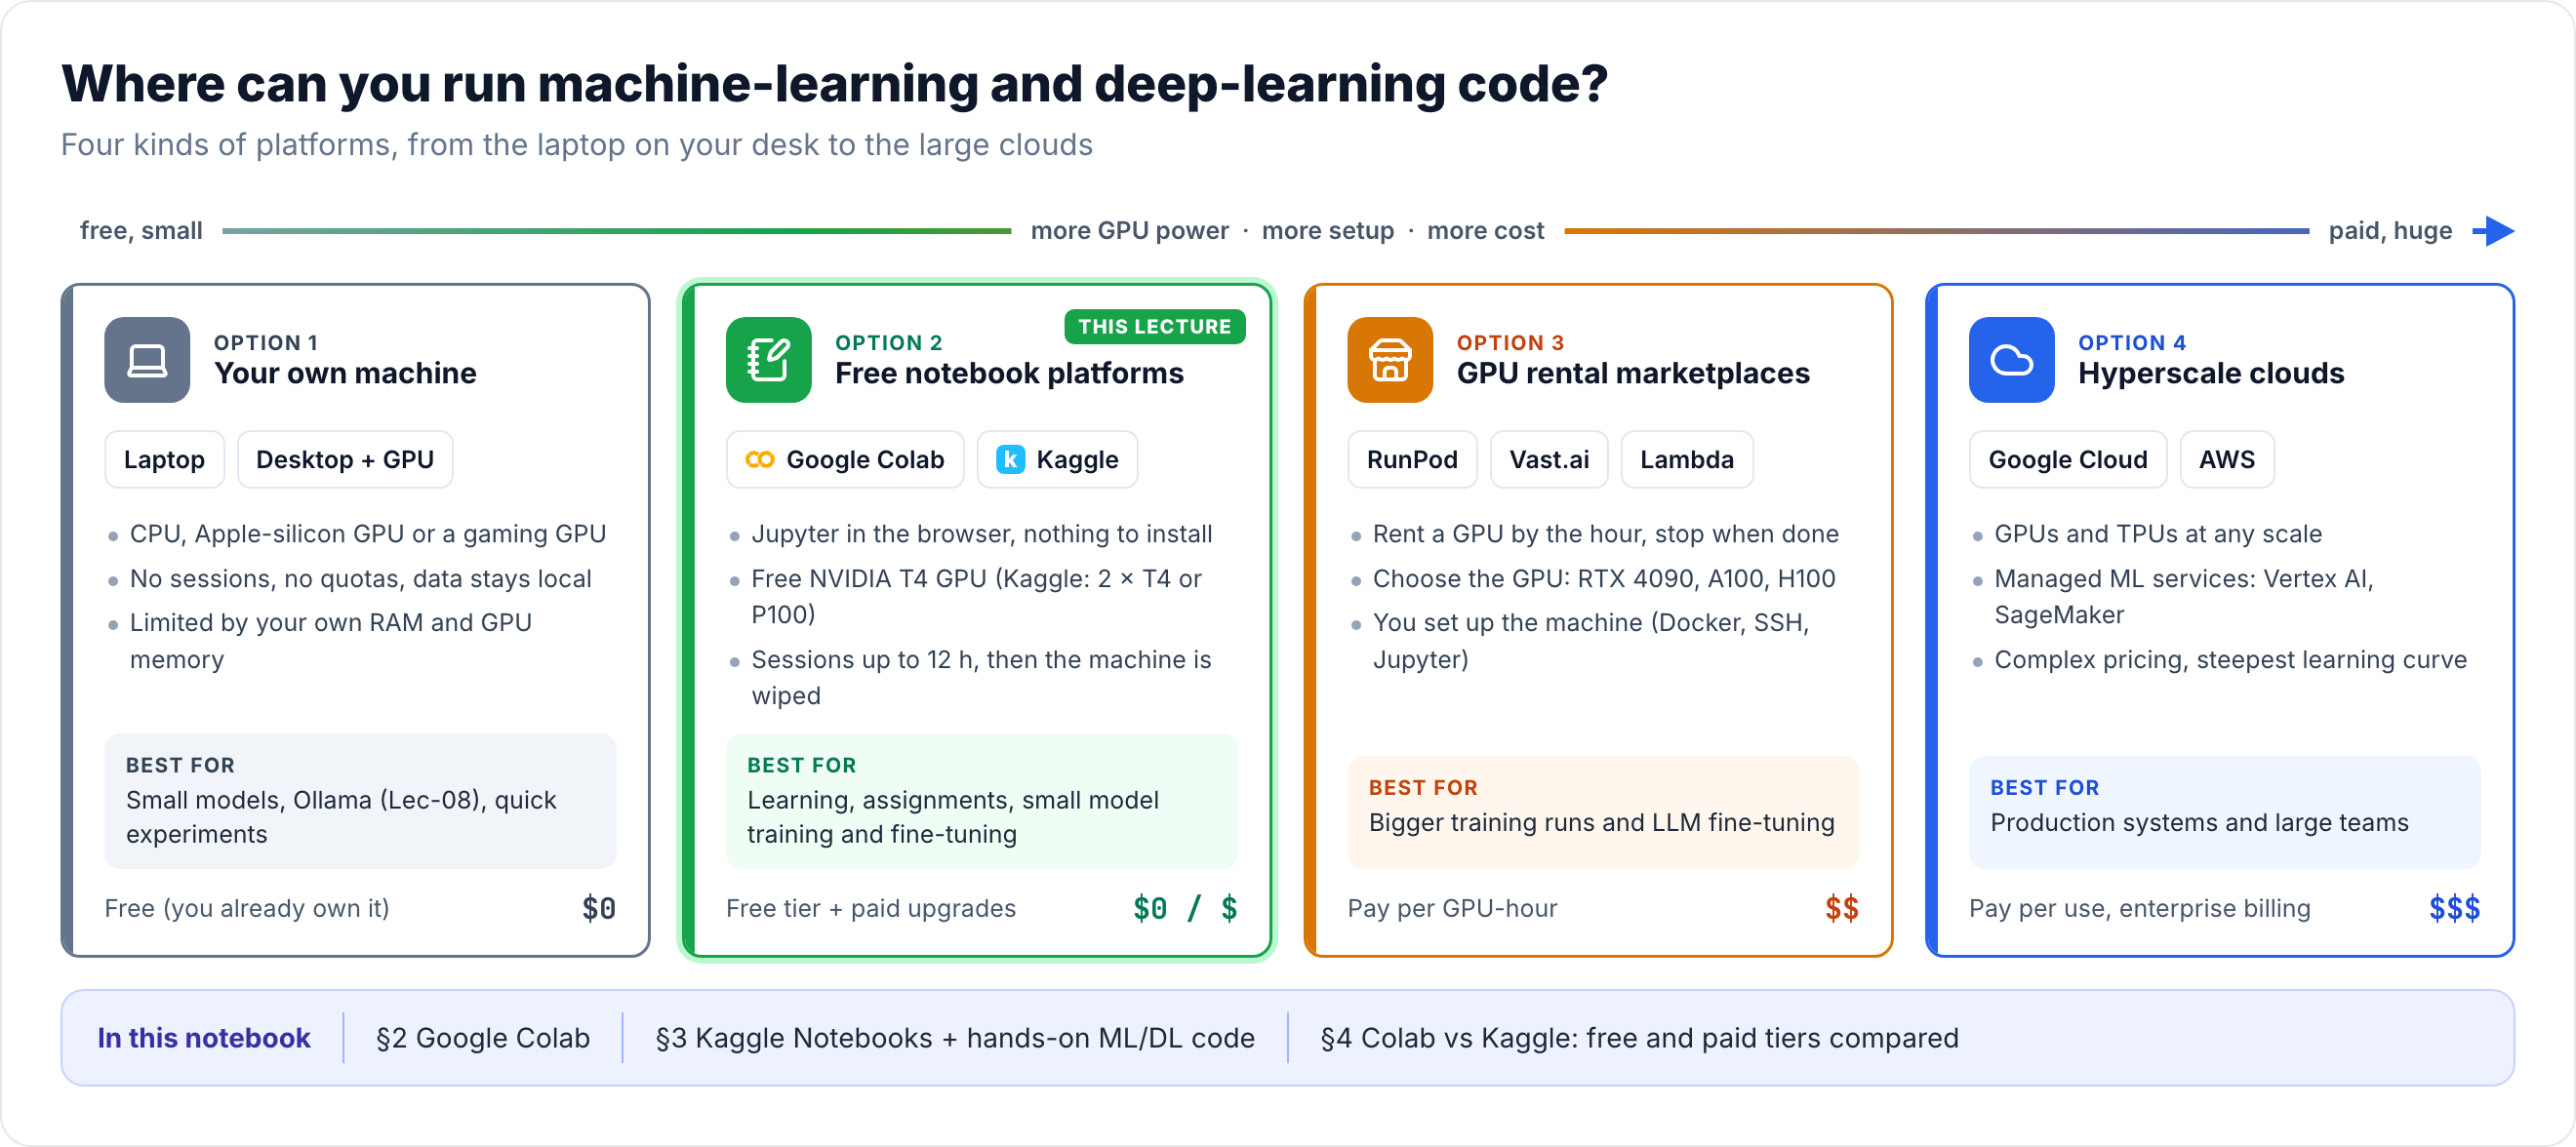 Where can you run machine-learning and deep-learning code?
Four kinds of platforms, from the laptop on your desk to the large clouds
free, small
more GPU power · more setup · more cost
paid, huge
OPTION 1
Your own machine
Laptop
Desktop + GPU
CPU, Apple-silicon GPU or a gaming GPU
No sessions, no quotas, data stays local
Limited by your own RAM and GPU
memory
BEST FOR
Small models, Ollama (Lec-08), quick
experiments
Free (you already own it)
$0
THIS LECTURE
OPTION 2
Free notebook platforms
Google Colab
k Kaggle
Jupyter in the browser, nothing to install
Free NVIDIA T4 GPU (Kaggle: 2 × T4 or
P100)
Sessions up to 12 h, then the machine is
wiped
BEST FOR
Learning, assignments, small model
training and fine-tuning
Free tier + paid upgrades
$0 / $
OPTION 3
GPU rental marketplaces
RunPod
Vast.ai
Lambda
Rent a GPU by the hour, stop when done
Choose the GPU: RTX 4090, A100, H100
You set up the machine (Docker, SSH,
Jupyter)
BEST FOR
Bigger training runs and LLM fine-tuning
Pay per GPU-hour
$$
OPTION 4
Hyperscale clouds
Google Cloud
AWS
GPUs and TPUs at any scale
Managed ML services: Vertex AI,
SageMaker
Complex pricing, steepest learning curve
BEST FOR
Production systems and large teams
Pay per use, enterprise billing
$$$
In this notebook
§2 Google Colab
§3 Kaggle Notebooks + hands-on ML/DL code
§4 Colab vs Kaggle: free and paid tiers compared